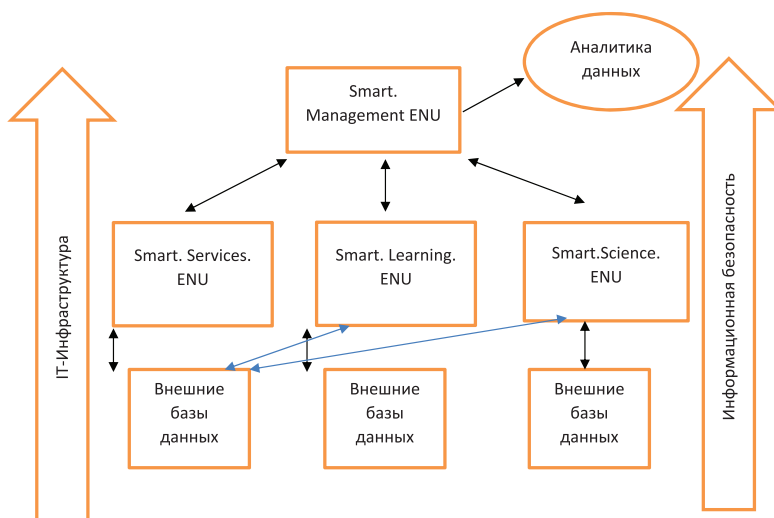 Аналитика
данных
Smart.
Management ENU
IT-Инфраструктура
Информационная безопасность
Smart. Services.
ENU
Smart. Learning.
ENU
Smart.Science.
ENU
Внешние
базы
данных
Внешние
базы
данных
Внешние
базы
данных